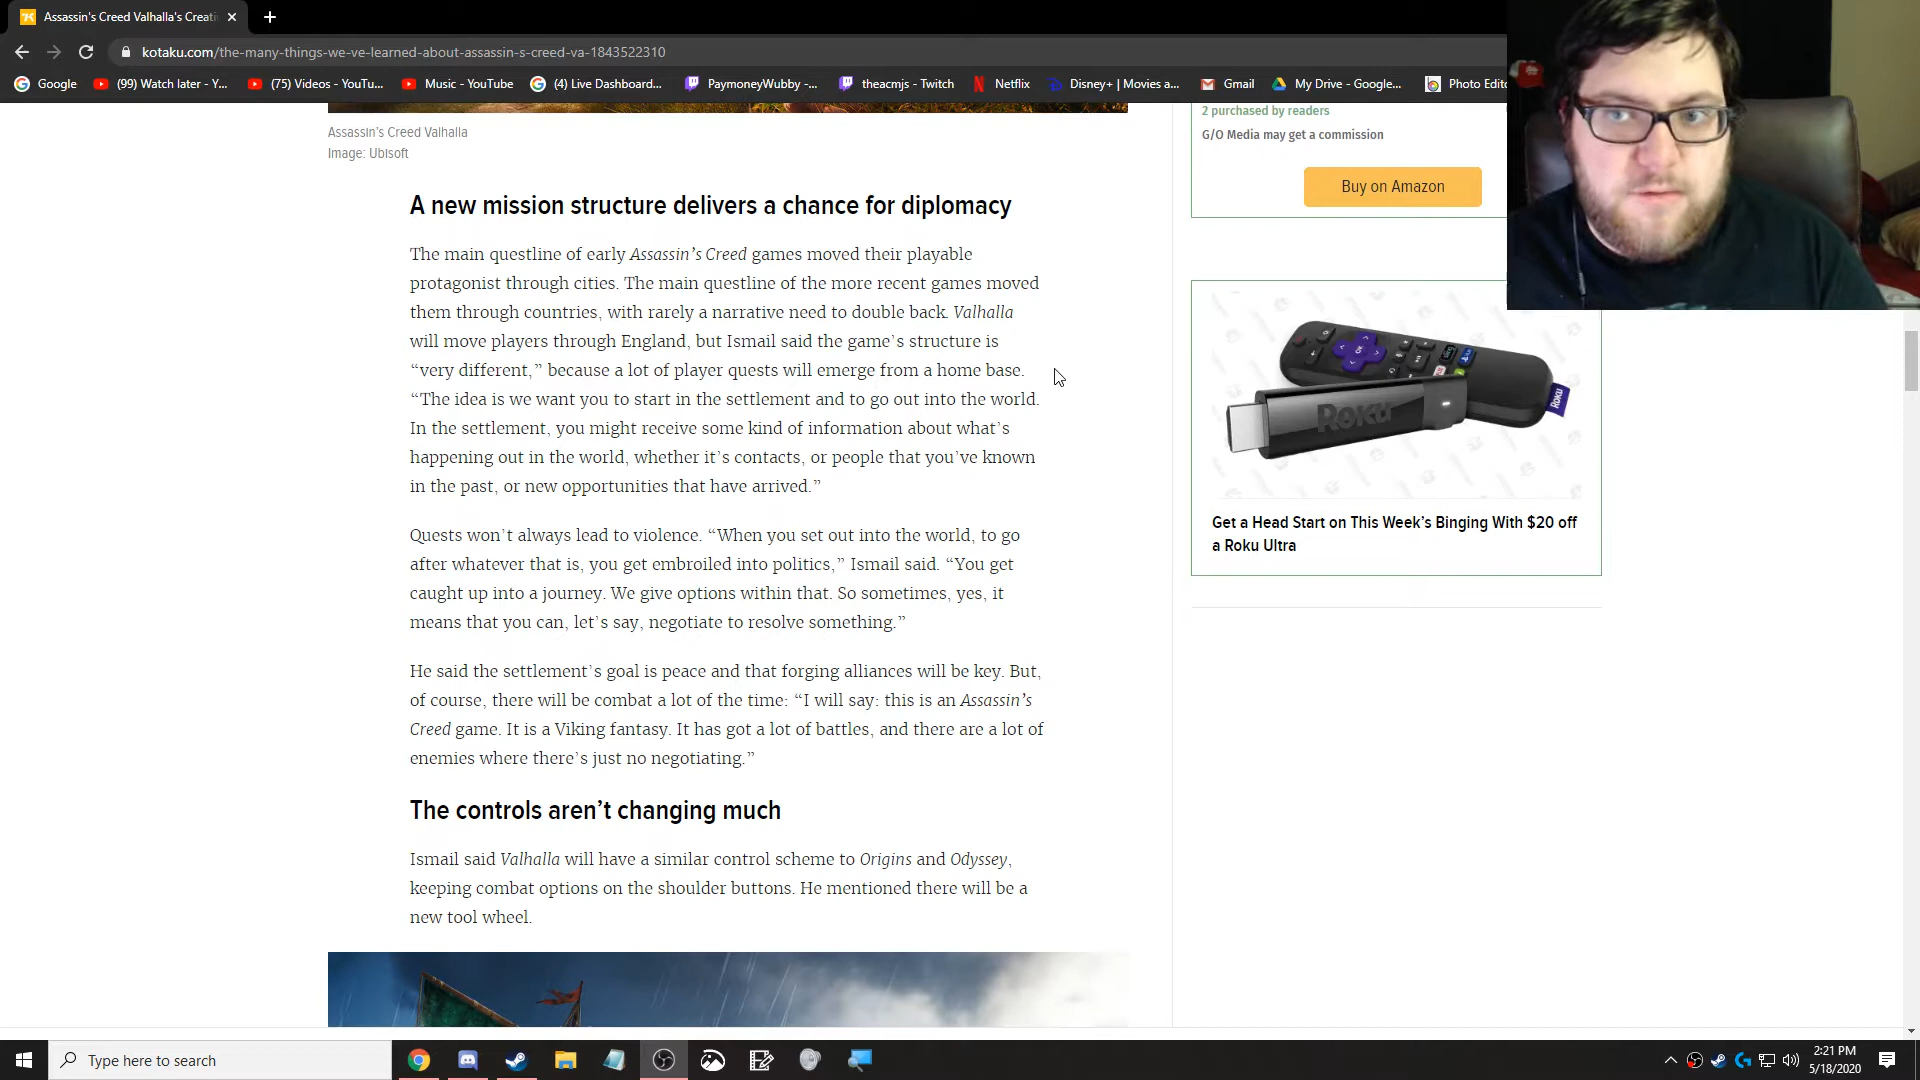 Assassin's Creed Valhalla's Creati
kotaku.com/the-many-things-we-ve-learned-about-assassin-s-creed-va-1843522310
Google
(99) Watch later - Y...
(75) Videos - YouTu...
Music - YouTube
(4) Live Dashboard...
PaymoneyWubby -...
theacmjs - Twitch
Netflix
Disney+ | Movies a...
Gmail
My Drive - Google...
Photo Edito
Assassin's Creed Valhalla
Image: Ubisoft
A new mission structure delivers a chance for diplomacy
The main questline of early Assassin’s Creed games moved their playable
protagonist through cities. The main questline of the more recent games moved
them through countries, with rarely a narrative need to double back. Valhalla
will move players through England, but Ismail said the game’s structure is
“very different,” because a lot of player quests will emerge from a home base.
“The idea is we want you to start in the settlement and to go out into the world.
In the settlement, you might receive some kind of information about what’s
happening out in the world, whether it’s contacts, or people that you’ve known
in the past, or new opportunities that have arrived.”
Quests won’t always lead to violence. “When you set out into the world, to go
after whatever that is, you get embroiled into politics,” Ismail said. “You get
caught up into a journey. We give options within that. So sometimes, yes, it
means that you can, let’s say, negotiate to resolve something.”
He said the settlement’s goal is peace and that forging alliances will be key. But,
of course, there will be combat a lot of the time: “I will say: this is an Assassin’s
Creed game. It is a Viking fantasy. It has got a lot of battles, and there are a lot of
enemies where there’s just no negotiating.”
The controls aren’t changing much
Ismail said Valhalla will have a similar control scheme to Origins and Odyssey,
keeping combat options on the shoulder buttons. He mentioned there will be a
new tool wheel.
2 purchased by readers
G/O Media may get a commission
Buy on Amazon
Roku
Roku
Get a Head Start on This Week’s Binging With $20 off
a Roku Ultra
Type here to search
2:21 PM
5/18/2020